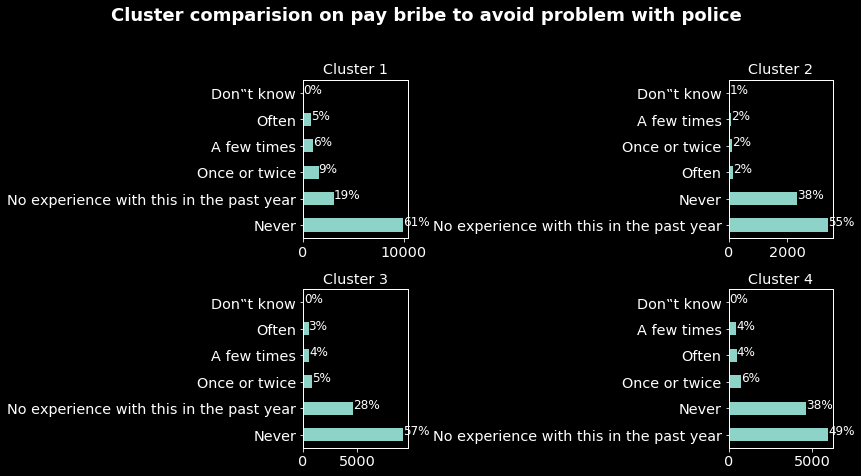 Cluster comparision on pay bribe to avoid problem with police
Cluster 1
Don‟t know 0%
Often 5%
A few times 6%
Once or twice 9%
No experience with this in the past year 19%
Never 61%
0 10000
Cluster 2
Don‟t know 1%
A few times 2%
Once or twice 2%
Often 2%
Never 38%
No experience with this in the past year 55%
0 2000
Cluster 3
Don‟t know 0%
Often 3%
A few times 4%
Once or twice 5%
No experience with this in the past year 28%
Never 57%
0 5000
Cluster 4
Don‟t know 0%
A few times 4%
Often 4%
Once or twice 6%
Never 38%
No experience with this in the past year 49%
0 5000